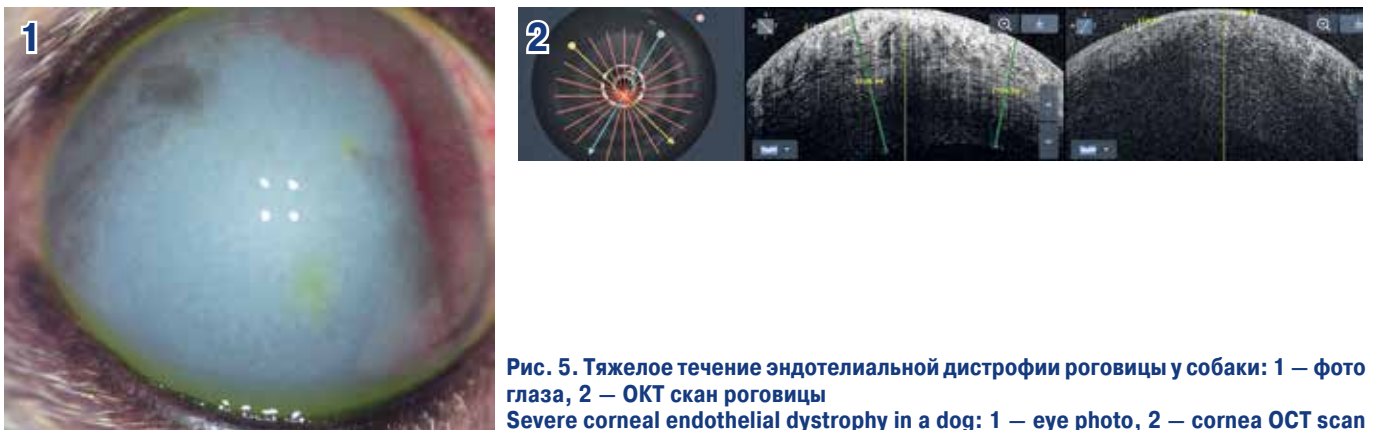 1
2
Рис. 5. Тяжелое течение эндотелиальной дистрофии роговицы у собаки: 1 — фото
глаза, 2 — ОКТ скан роговицы
Severe corneal endothelial dystrophy in a dog: 1 — eye photo, 2 — cornea OCT scan